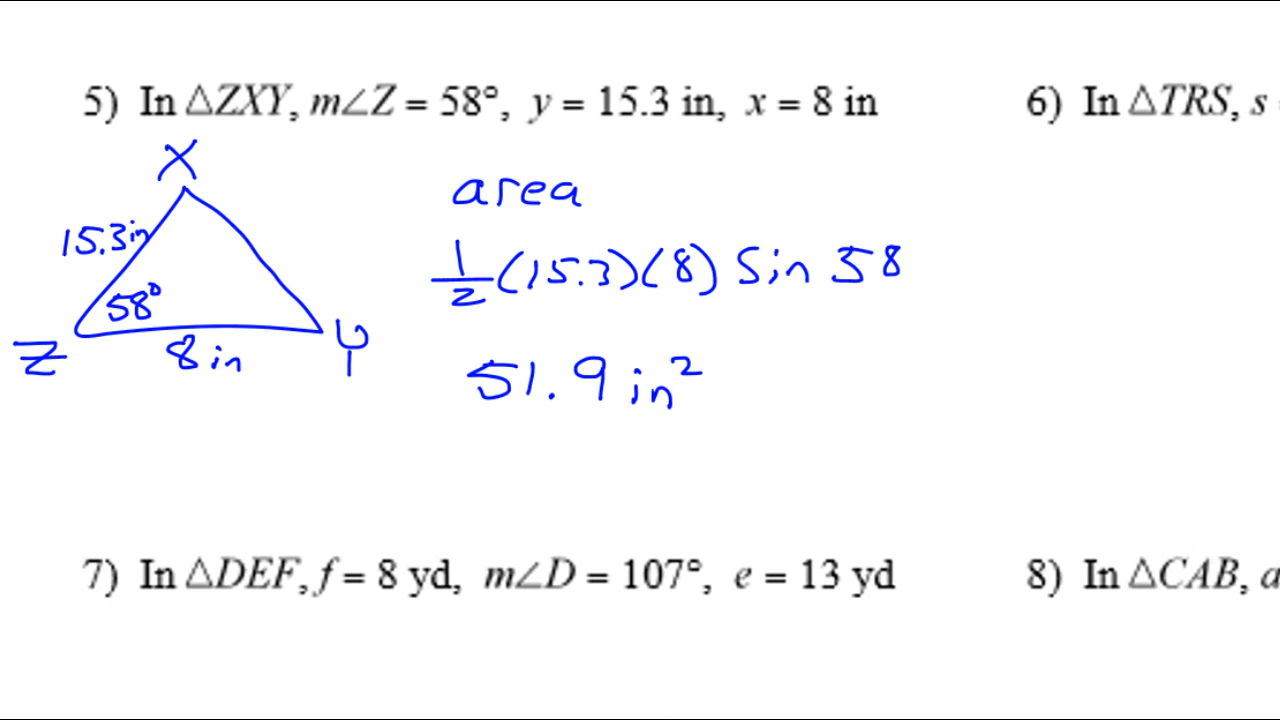 5) In △ZXY, m∠Z = 58°, y = 15.3 in, x = 8 in
6) In △TRS, s
X
15.3in
58°
Z
8 in
Y
area
1/2 (15.3)(8) Sin 58
51.9 in²
7) In △DEF, f = 8 yd, m∠D = 107°, e = 13 yd
8) In △CAB, a